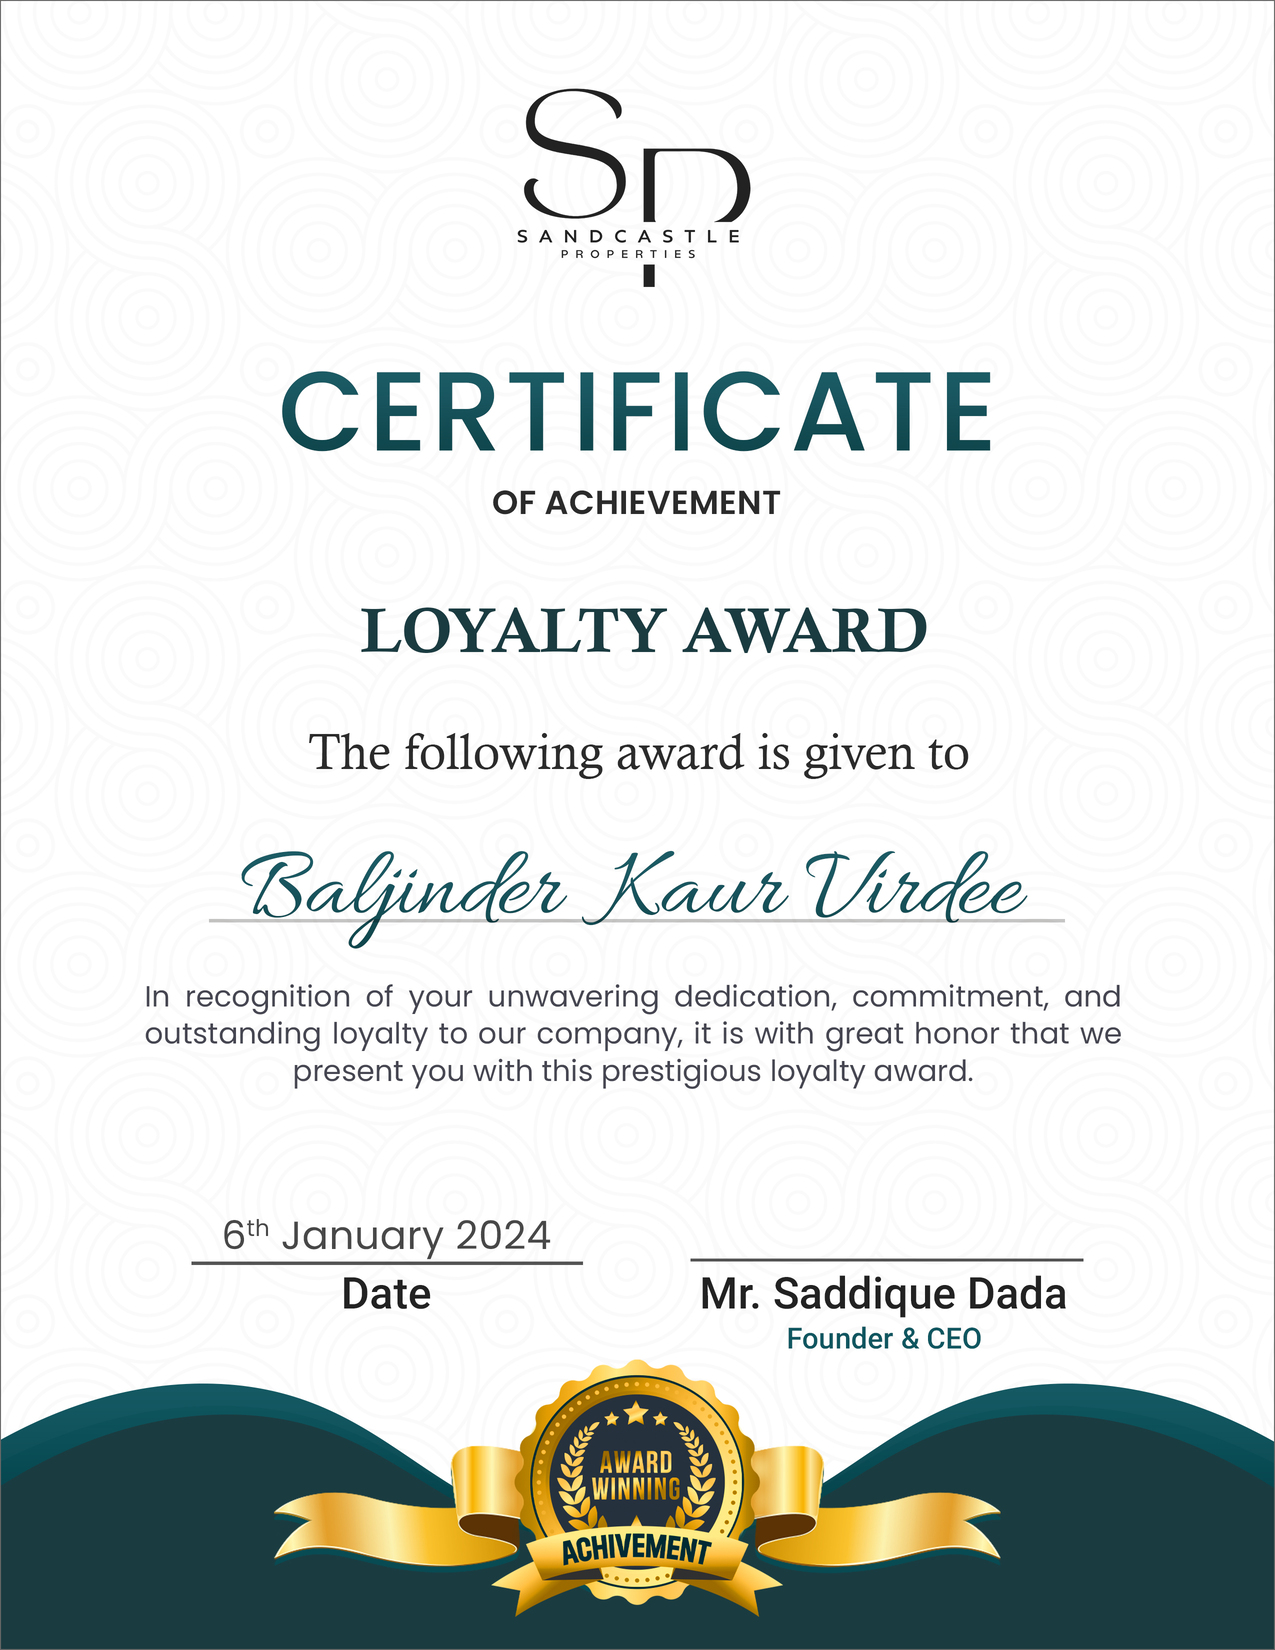 SP
SANDCASTLE
PROPERTIES
CERTIFICATE
OF ACHIEVEMENT
LOYALTY AWARD
The following award is given to
Baljinder Kaur Virdee
In recognition of your unwavering dedication, commitment, and
outstanding loyalty to our company, it is with great honor that we
present you with this prestigious loyalty award.
6th January 2024
Date
Mr. Saddique Dada
Founder & CEO
AWARD
WINNING
ACHIVEMENT